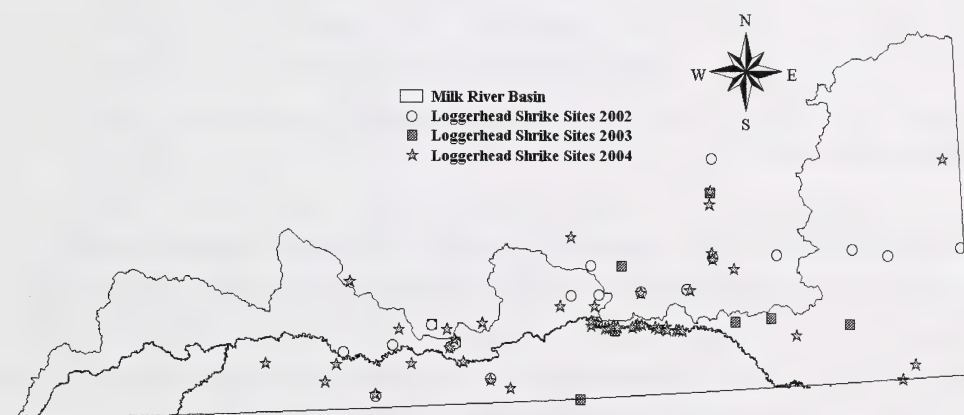 N
W E
S
Milk River Basin
Loggerhead Shrike Sites 2002
Loggerhead Shrike Sites 2003
Loggerhead Shrike Sites 2004